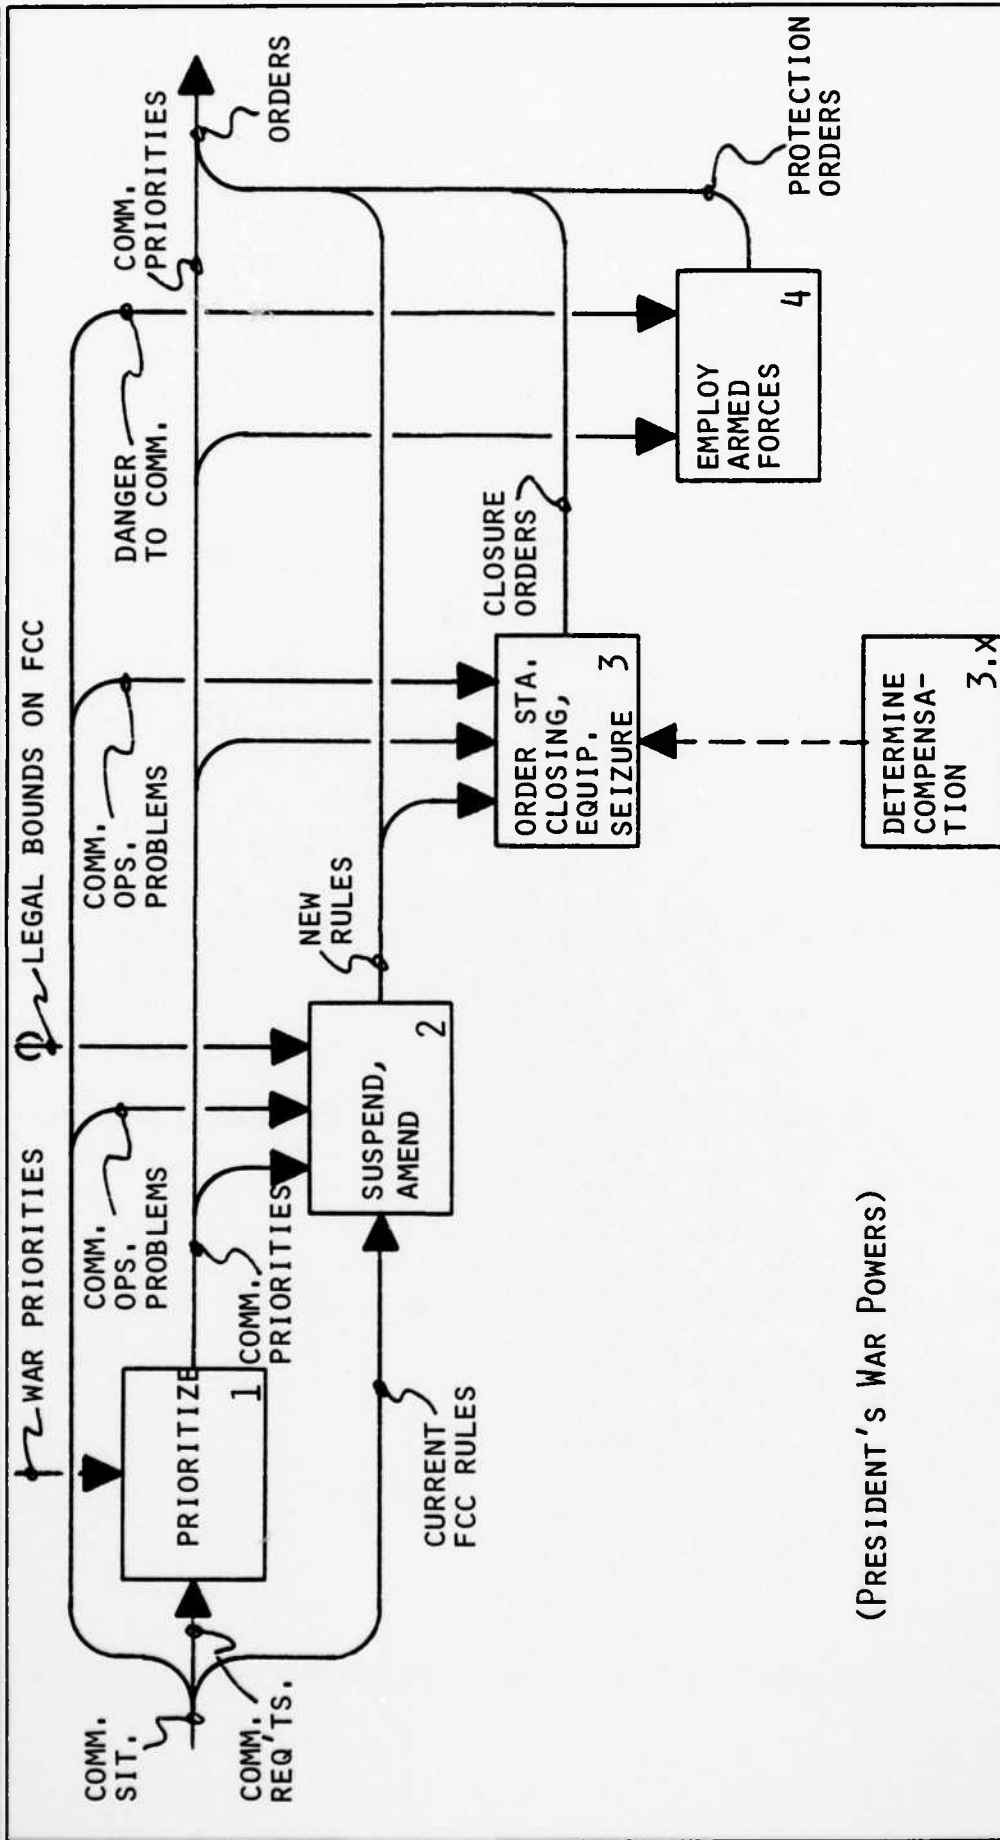 WAR PRIORITIES
LEGAL BOUNDS ON FCC
COMM.
SIT.
COMM.
REQ'TS.
PRIORITIZE
1
COMM.
OPS.
PROBLEMS
COMM.
PRIORITIES
CURRENT
FCC RULES
SUSPEND,
AMEND
2
NEW
RULES
COMM.
OPS.
PROBLEMS
ORDER STA.
CLOSING,
EQUIP.
SEIZURE
3
CLOSURE
ORDERS
DANGER
TO COMM.
COMM.
PRIORITIES
ORDERS
EMPLOY
ARMED
FORCES
4
PROTECTION
ORDERS
DETERMINE
COMPENSA-
TION
3.X
(PRESIDENT'S WAR POWERS)